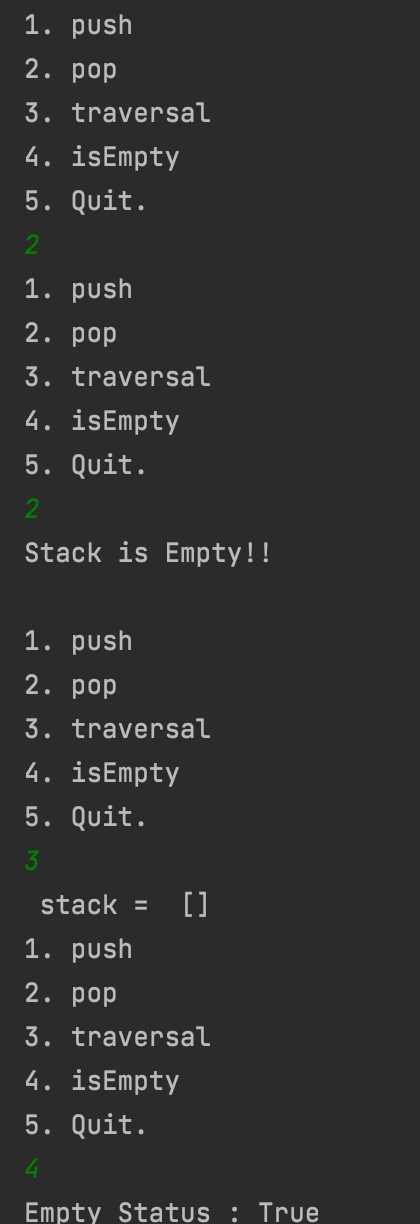 1. push
2. pop
3. traversal
4. isEmpty
5. Quit.
2
1. push
2. pop
3. traversal
4. isEmpty
5. Quit.
2
Stack is Empty!!
1. push
2. pop
3. traversal
4. isEmpty
5. Quit.
3
stack =  []
1. push
2. pop
3. traversal
4. isEmpty
5. Quit.
4
Empty Status : True